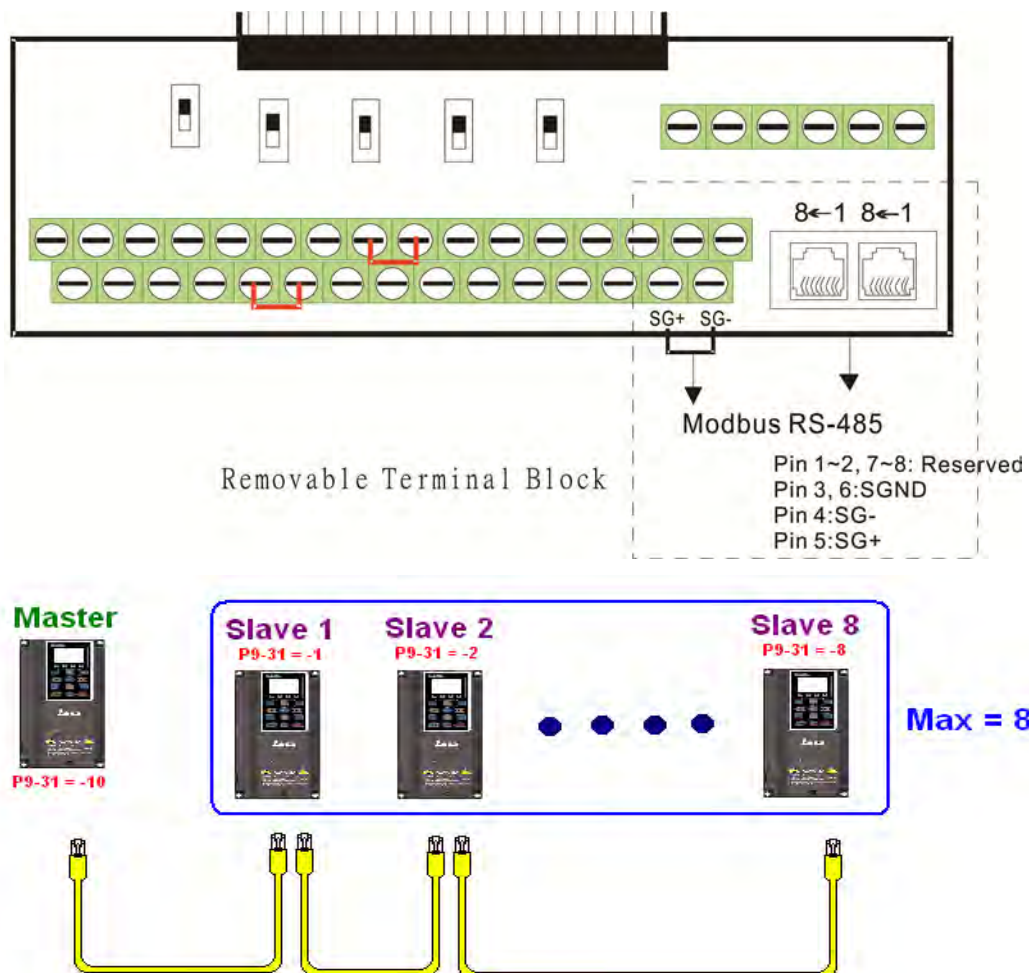 8←1 8←1
SG+ SG-
Modbus RS-485
Removable Terminal Block
Pin 1~2, 7~8: Reserved
Pin 3, 6:SGND
Pin 4:SG-
Pin 5:SG+
Master
Slave 1
Slave 2
Slave 8
P9-31 = -1
P9-31 = -2
P9-31 = -8
Max = 8
P9-31 = -10